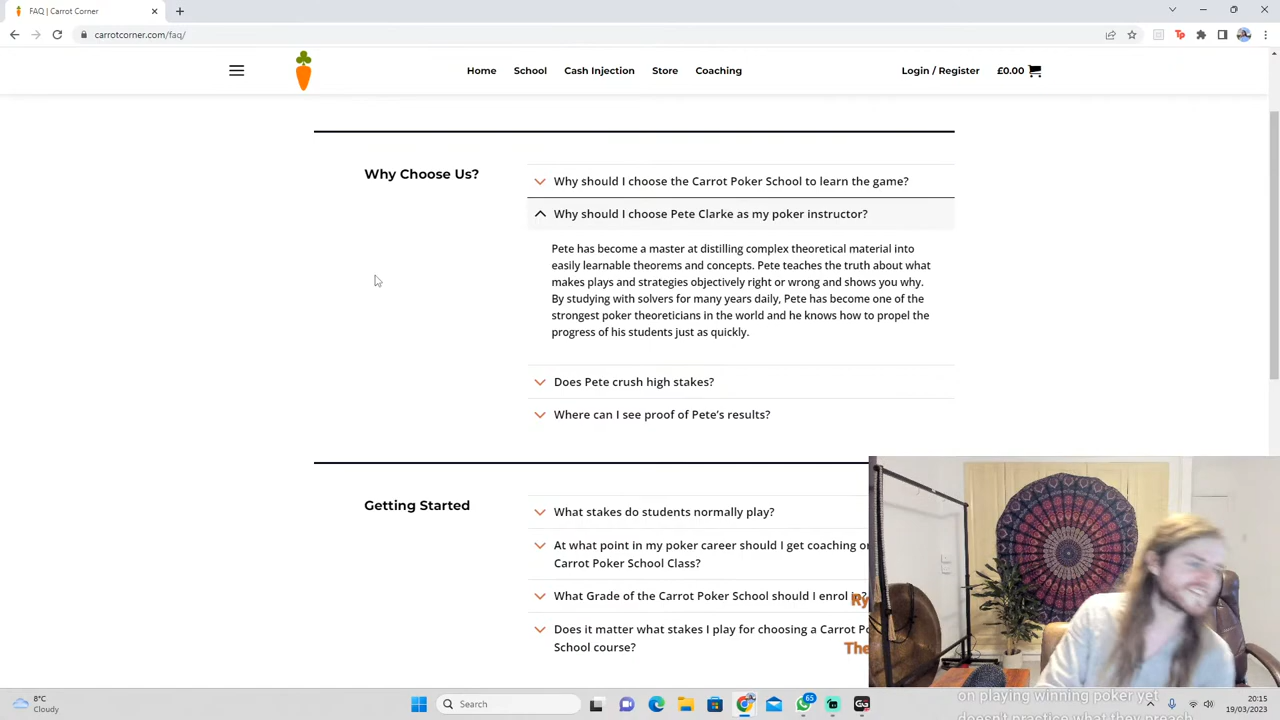 FAQ | Carrot Corner
carrotcorner.com/faq/
Home School Cash Injection Store Coaching
Login / Register £0.00
Why Choose Us?
Why should I choose the Carrot Poker School to learn the game?
Why should I choose Pete Clarke as my poker instructor?
Pete has become a master at distilling complex theoretical material into
easily learnable theorems and concepts. Pete teaches the truth about what
makes plays and strategies objectively right or wrong and shows you why.
By studying with solvers for many years daily, Pete has become one of the
strongest poker theoreticians in the world and he knows how to propel the
progress of his students just as quickly.
Does Pete crush high stakes?
Where can I see proof of Pete's results?
Getting Started
What stakes do students normally play?
At what point in my poker career should I get coaching or
Carrot Poker School Class?
What Grade of the Carrot Poker School should I enrol in?
Ry
Does it matter what stakes I play for choosing a Carrot Po
School course?
The
on playing winning poker yet
doesn't practice what they preach
8°C
Cloudy
Search
65
20:15
19/03/2023